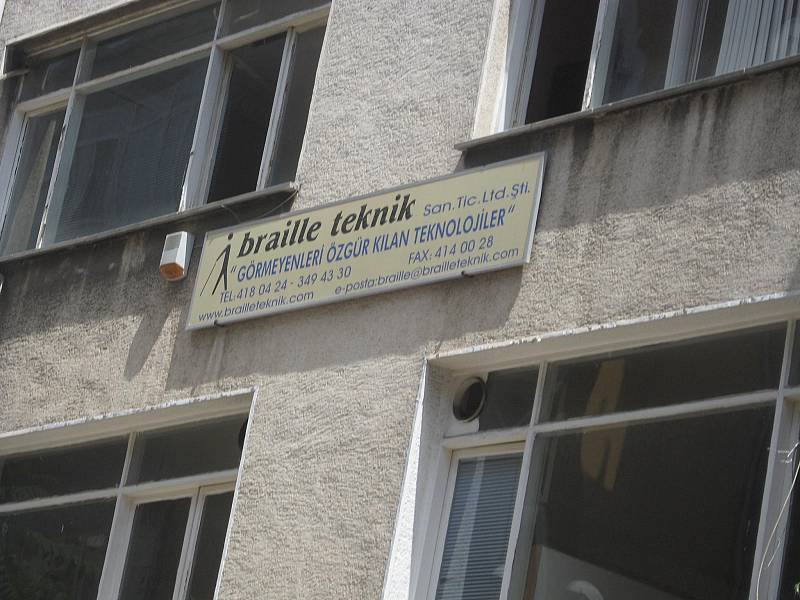 braille teknik San.Tic.Ltd.Şti.
"GÖRMEYENLERİ ÖZGÜR KILAN TEKNOLOJİLER"
TEL:418 04 24 - 349 43 30 FAX: 414 00 28
www.brailleteknik.com e-posta:braille@brailleteknik.com